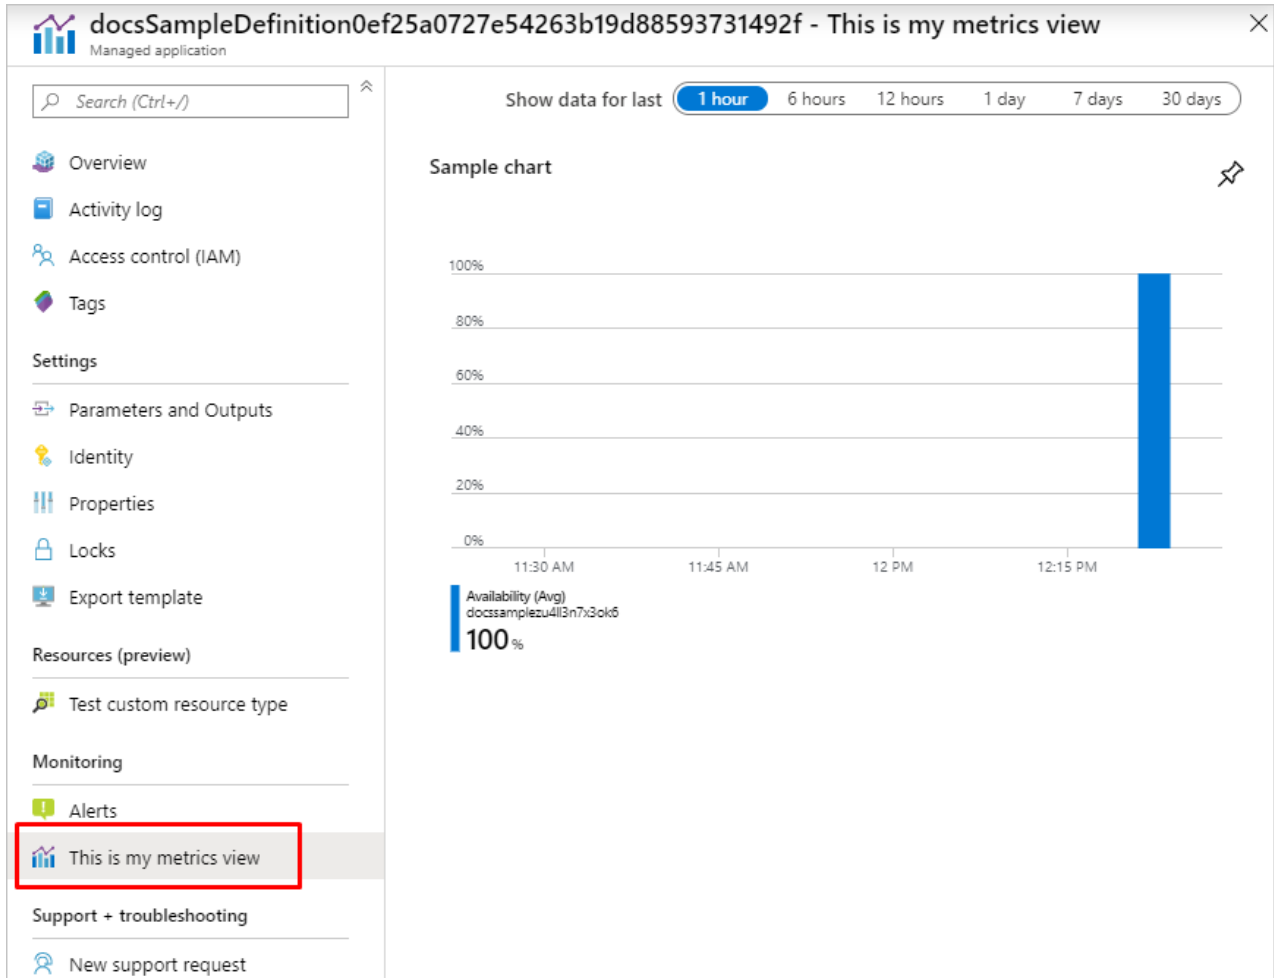 docsSampleDefinition0ef25a0727e54263b19d88593731492f - This is my metrics view
Managed application
Search (Ctrl+/)
Overview
Activity log
Access control (IAM)
Tags
Settings
Parameters and Outputs
Identity
Properties
Locks
Export template
Resources (preview)
Test custom resource type
Monitoring
Alerts
This is my metrics view
Support + troubleshooting
New support request
Show data for last 1 hour 6 hours 12 hours 1 day 7 days 30 days
Sample chart
100%
80%
60%
40%
20%
0%
11:30 AM 11:45 AM 12 PM 12:15 PM
Availability (Avg)
docssamplezu4ll3n7x3ok6
100 %